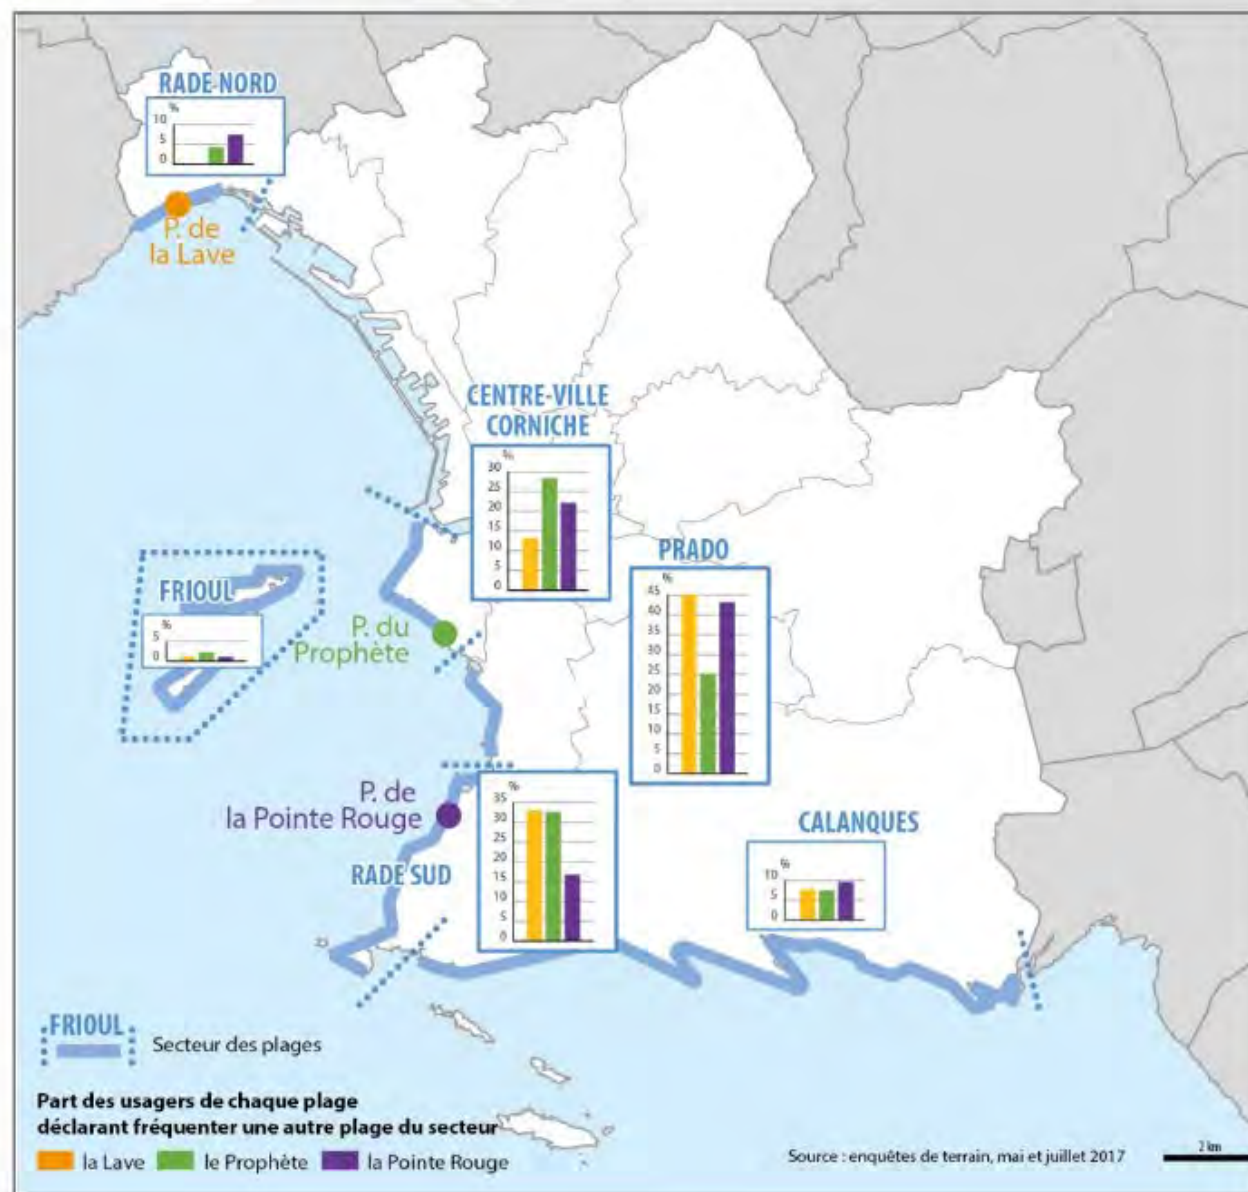 RADE-NORD
%
10
5
0
P. de
la Lave
CENTRE-VILLE
CORNICHE
%
30
25
20
15
10
5
0
PRADO
%
45
40
35
30
25
20
15
10
5
0
FRIOUL
%
5
0
P. du
Prophète
P. de
la Pointe Rouge
RADE SUD
%
35
30
25
20
15
10
5
0
CALANQUES
%
10
5
0
FRIOUL
Secteur des plages
Part des usagers de chaque plage
déclarant fréquenter une autre plage du secteur
la Lave
le Prophète
la Pointe Rouge
Source : enquêtes de terrain, mai et juillet 2017
2 km